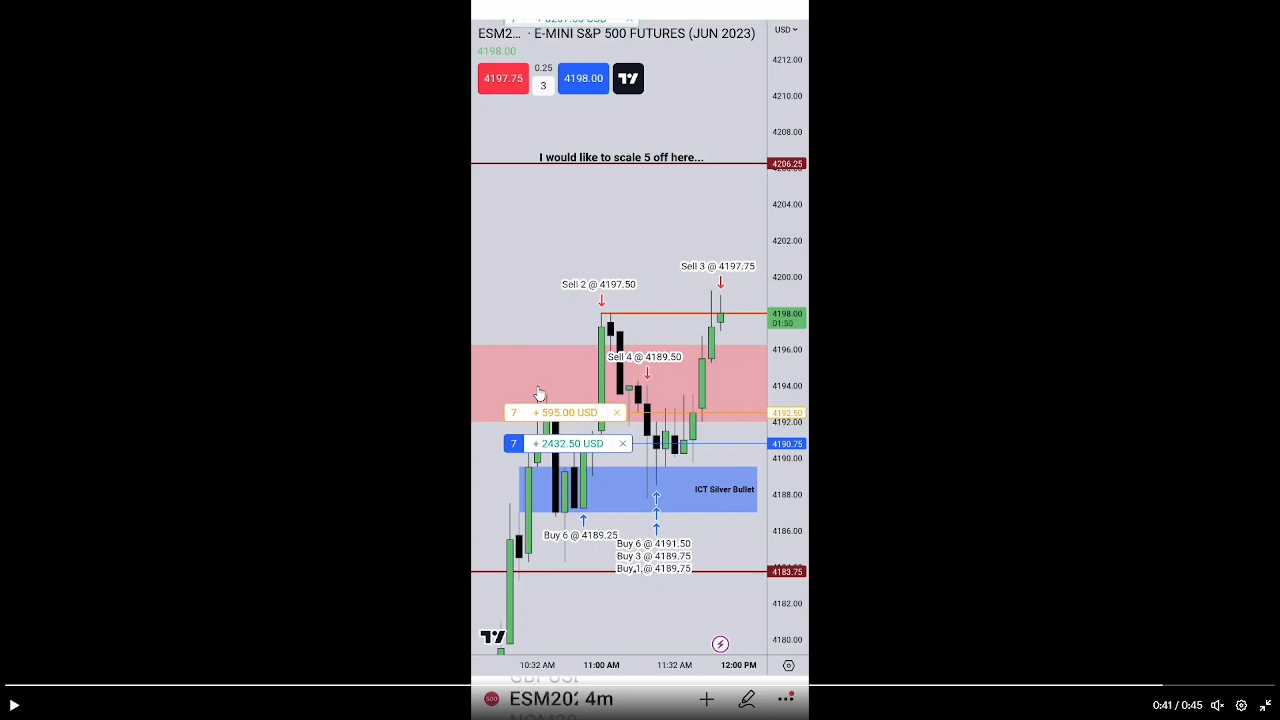 ESM2... · E-MINI S&P 500 FUTURES (JUN 2023)
USD
4198.00
4197.75
0.25
3
4198.00
4212.00
4210.00
4208.00
I would like to scale 5 off here...
4206.25
4204.00
4202.00
Sell 3 @ 4197.75
4200.00
Sell 2 @ 4197.50
4198.00
01:50
4196.00
Sell 4 @ 4189.50
4194.00
7 + 595.00 USD ×
4192.50
4192.00
7 + 2432.50 USD ×
4190.75
4190.00
ICT Silver Bullet
4188.00
4186.00
Buy 6 @ 4189.25
Buy 6 @ 4191.50
Buy 3 @ 4189.75
Buy 1 @ 4189.75
4183.75
4182.00
4180.00
10:32 AM 11:00 AM 11:32 AM 12:00 PM
500 ESM202 4m
0:41 / 0:45